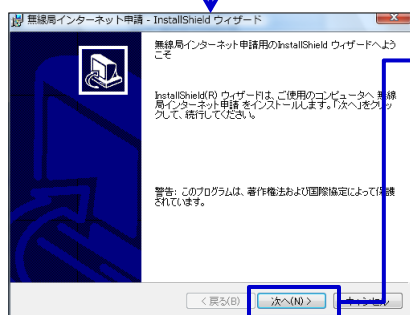 無線局インターネット申請 - InstallShield ウィザード
無線局インターネット申請用のInstallShield ウィザードへよう
こそ
InstallShield(R) ウィザードは、ご使用のコンピュータへ 無線
局インターネット申請 をインストールします。「次へ」をクリッ
クして、続行してください。
警告: このプログラムは、著作権法および国際協定によって保護
されています。
< 戻る(B)
次へ(N) >
キャンセル